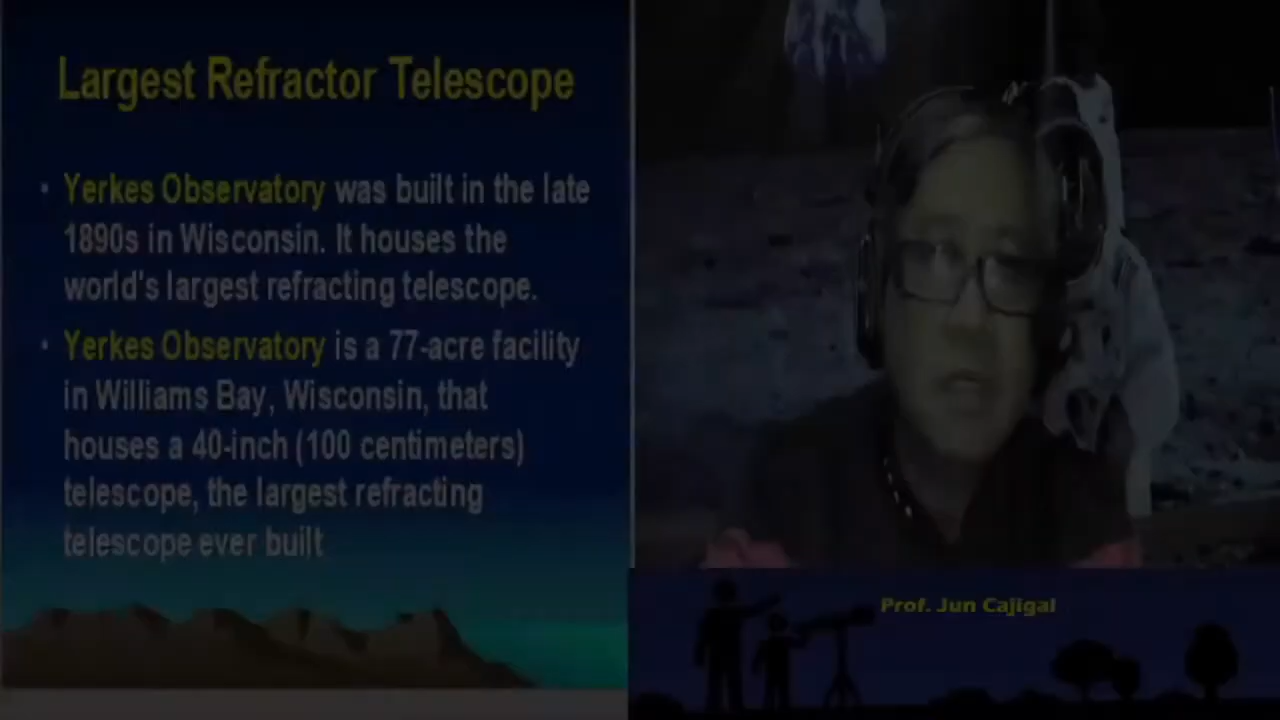 Largest Refractor Telescope
• Yerkes Observatory was built in the late
1890s in Wisconsin. It houses the
world's largest refracting telescope.
• Yerkes Observatory is a 77-acre facility
in Williams Bay, Wisconsin, that
houses a 40-inch (100 centimeters)
telescope, the largest refracting
telescope ever built
Prof. Jun Cajigal